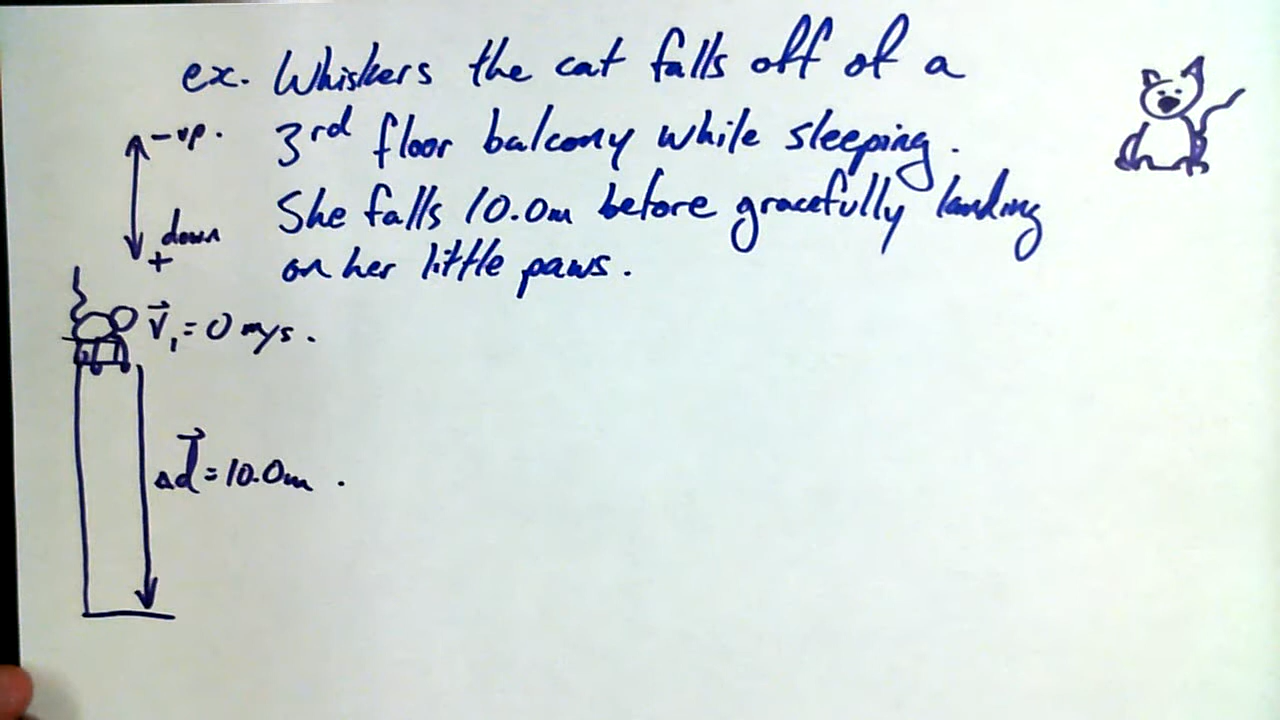 ex. Whiskers the cat falls off of a
- up.
3rd floor balcony while sleeping.
She falls 10.0m before gracefully landing
down
+
on her little paws.
V⃗₁ = 0 m/s.
Δd⃗ = 10.0m.